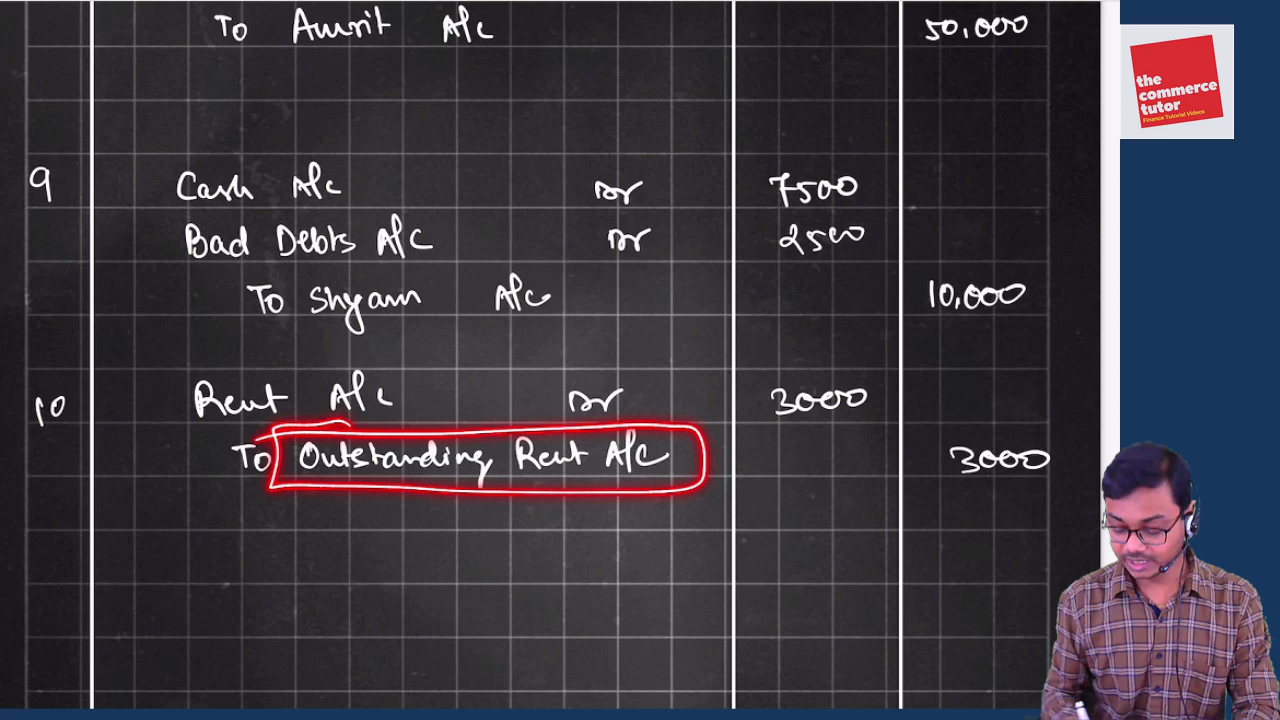 To Amrit A/c 50,000
9 Cash A/c Dr 7500
Bad Debts A/c Dr 2500
To Shyam A/c 10,000
10 Rent A/c Dr 3000
To Outstanding Rent A/c 3000
the
commerce
tutor
Finance Tutorial Videos